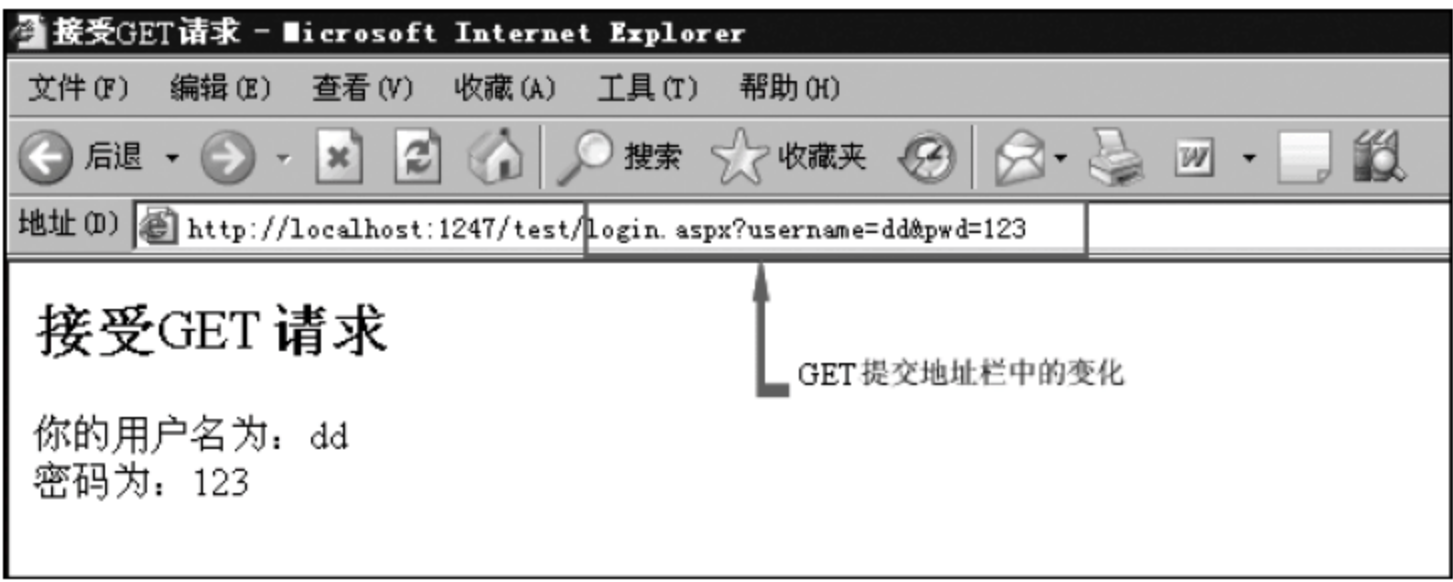 接受GET请求 - Microsoft Internet Explorer
文件(F) 编辑(E) 查看(V) 收藏(A) 工具(T) 帮助(H)
后退 搜索 收藏夹 W
地址(D) http://localhost:1247/test/login.aspx?username=dd&pwd=123
接受GET 请求
GET提交地址栏中的变化
你的用户名为：dd
密码为：123